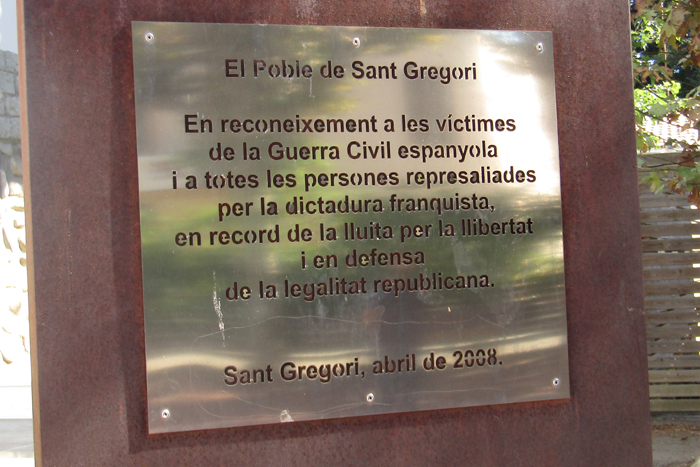 El Poble de Sant Gregori
En reconeixement a les víctimes
de la Guerra Civil espanyola
i a totes les persones represaliades
per la dictadura franquista,
en record de la lluita per la llibertat
i en defensa
de la legalitat republicana.
Sant Gregori, abril de 2008.